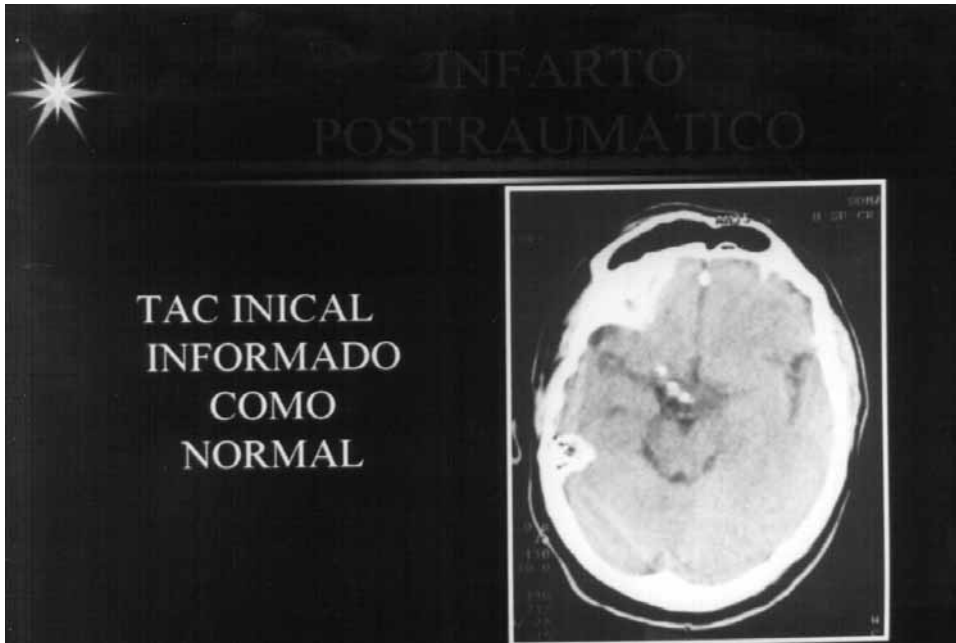 INFARTO
POSTRAUMATICO
TAC INICAL
INFORMADO
COMO
NORMAL